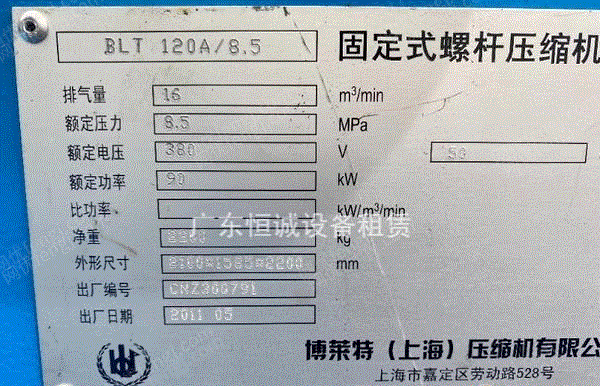 BLT 120A/8.5 固定式螺杆压缩机
排气量 16 m³/min
额定压力 8.5 MPa
额定电压 380 V 50
额定功率 90 kW
比功率 kW/m³/min
广东恒诚设备租赁
净重 kg
外形尺寸 mm
出厂编号
出厂日期 2011 05
博莱特（上海）压缩机有限公
上海市嘉定区劳动路528号